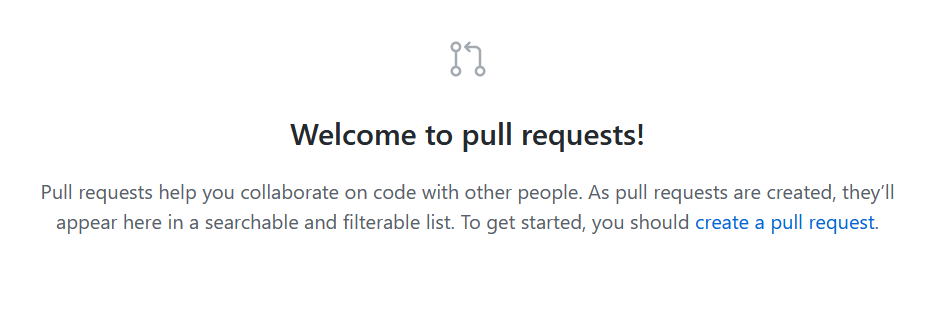 Welcome to pull requests!
Pull requests help you collaborate on code with other people. As pull requests are created, they’ll
appear here in a searchable and filterable list. To get started, you should create a pull request.